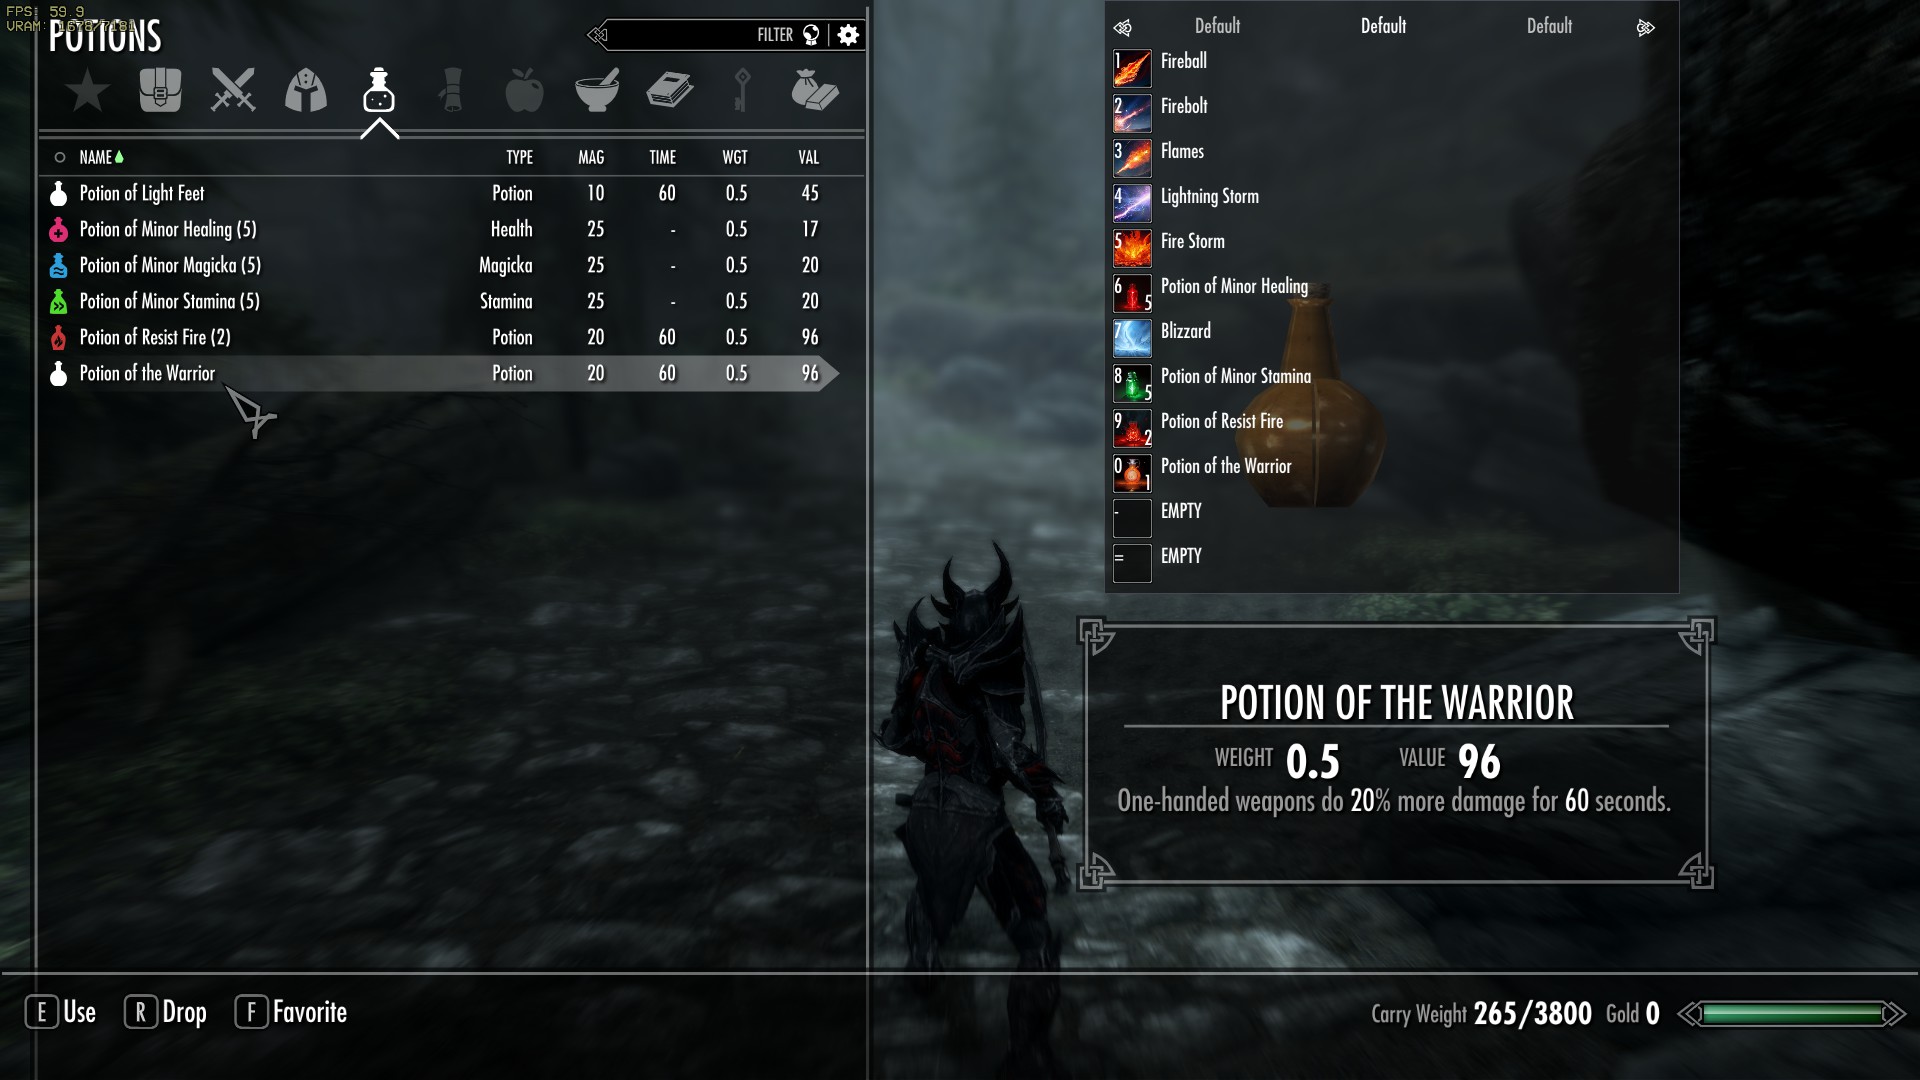 FPS: 59.9
VRAM: 1678/7181
POTIONS
FILTER
NAME TYPE MAG TIME WGT VAL
Potion of Light Feet Potion 10 60 0.5 45
Potion of Minor Healing (5) Health 25 - 0.5 17
Potion of Minor Magicka (5) Magicka 25 - 0.5 20
Potion of Minor Stamina (5) Stamina 25 - 0.5 20
Potion of Resist Fire (2) Potion 20 60 0.5 96
Potion of the Warrior Potion 20 60 0.5 96
Default Default Default
1 Fireball
2 Firebolt
3 Flames
4 Lightning Storm
5 Fire Storm
6 5 Potion of Minor Healing
7 Blizzard
8 5 Potion of Minor Stamina
9 2 Potion of Resist Fire
0 1 Potion of the Warrior
- EMPTY
= EMPTY
POTION OF THE WARRIOR
WEIGHT 0.5 VALUE 96
One-handed weapons do 20% more damage for 60 seconds.
E Use R Drop F Favorite
Carry Weight 265/3800 Gold 0